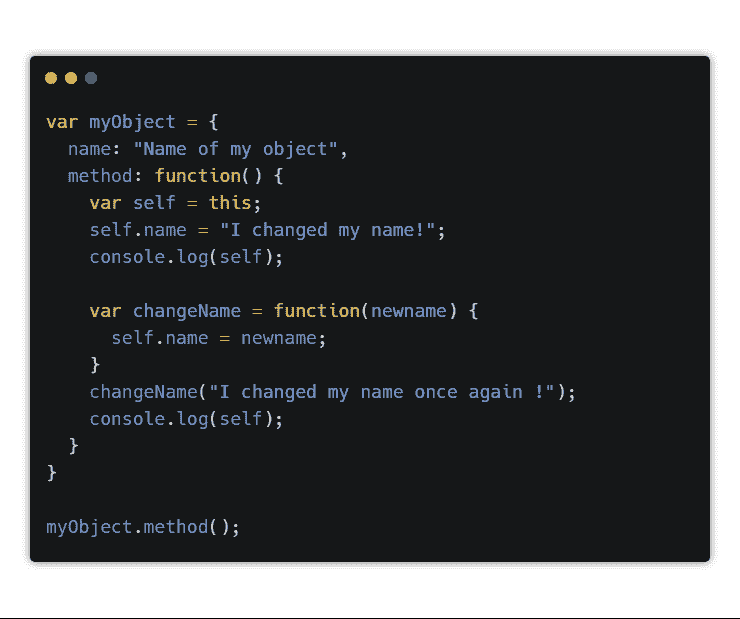 var myObject = {
  name: "Name of my object",
  method: function() {
    var self = this;
    self.name = "I changed my name!";
    console.log(self);

    var changeName = function(newname) {
      self.name = newname;
    }
    changeName("I changed my name once again !");
    console.log(self);
  }
}

myObject.method();